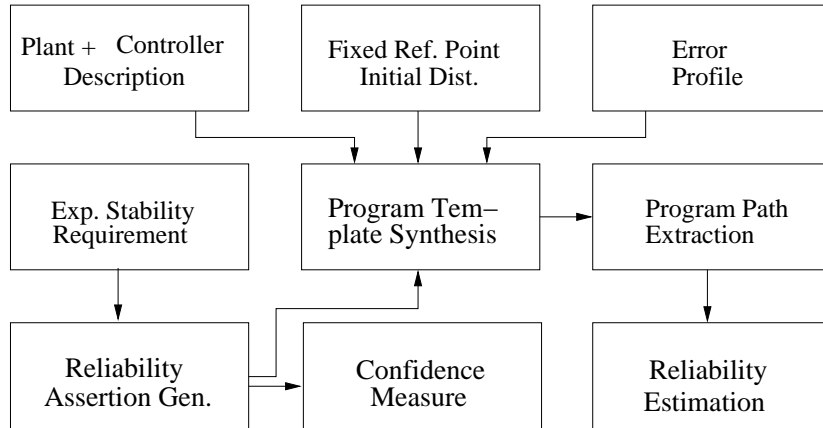 Plant + Controller
Description
Fixed Ref. Point
Initial Dist.
Error
Profile
Exp. Stability
Requirement
Program Tem–
plate Synthesis
Program Path
Extraction
Reliability
Assertion Gen.
Confidence
Measure
Reliability
Estimation